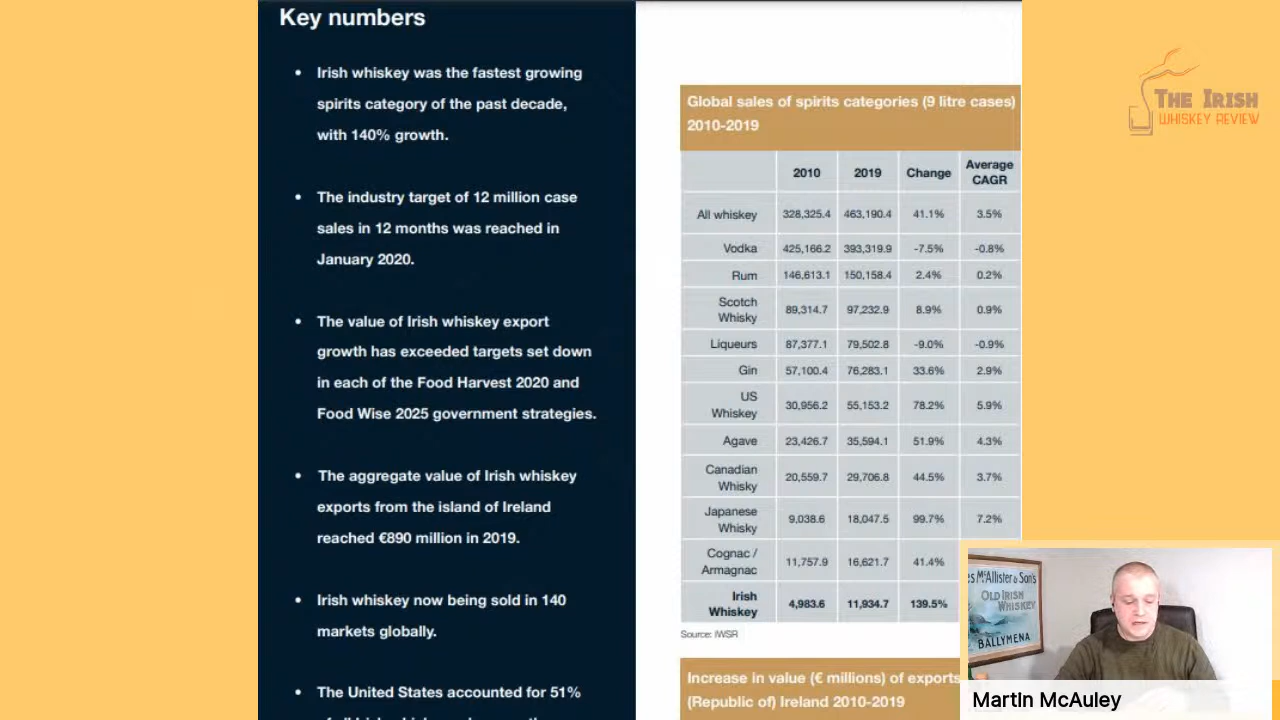 Key numbers
• Irish whiskey was the fastest growing
spirits category of the past decade,
with 140% growth.
• The industry target of 12 million case
sales in 12 months was reached in
January 2020.
• The value of Irish whiskey export
growth has exceeded targets set down
in each of the Food Harvest 2020 and
Food Wise 2025 government strategies.
• The aggregate value of Irish whiskey
exports from the island of Ireland
reached €890 million in 2019.
• Irish whiskey now being sold in 140
markets globally.
• The United States accounted for 51%
Global sales of spirits categories (9 litre cases)
2010-2019
2010 2019 Change Average CAGR
All whiskey 328,325.4 463,190.4 41.1% 3.5%
Vodka 425,166.2 393,319.9 -7.5% -0.8%
Rum 146,613.1 150,158.4 2.4% 0.2%
Scotch Whisky 89,314.7 97,232.9 8.9% 0.9%
Liqueurs 87,377.1 79,502.8 -9.0% -0.9%
Gin 57,100.4 76,283.1 33.6% 2.9%
US Whiskey 30,956.2 55,153.2 78.2% 5.9%
Agave 23,426.7 35,594.1 51.9% 4.3%
Canadian Whisky 20,559.7 29,706.8 44.5% 3.7%
Japanese Whisky 9,038.6 18,047.5 99.7% 7.2%
Cognac / Armagnac 11,757.9 16,621.7 41.4%
Irish Whiskey 4,983.6 11,934.7 139.5%
Source: IWSR
Increase in value (€ millions) of exports
(Republic of) Ireland 2010-2019
The Irish
Whiskey Review
es McAllister & Son's
OLD IRISH
WHISKEY
BALLYMENA
Martin McAuley